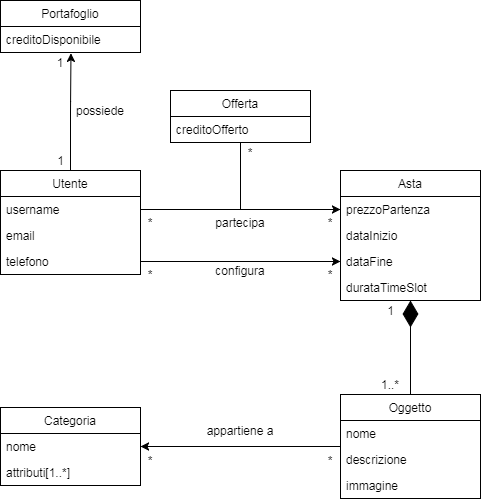 Portafoglio
creditoDisponibile
1
possiede
1
Offerta
creditoOfferto
*
Utente
username
email
telefono
*
partecipa
*
*
configura
*
Asta
prezzoPartenza
dataInizio
dataFine
durataTimeSlot
1
1..*
Categoria
nome
attributi[1..*]
*
appartiene a
*
Oggetto
nome
descrizione
immagine